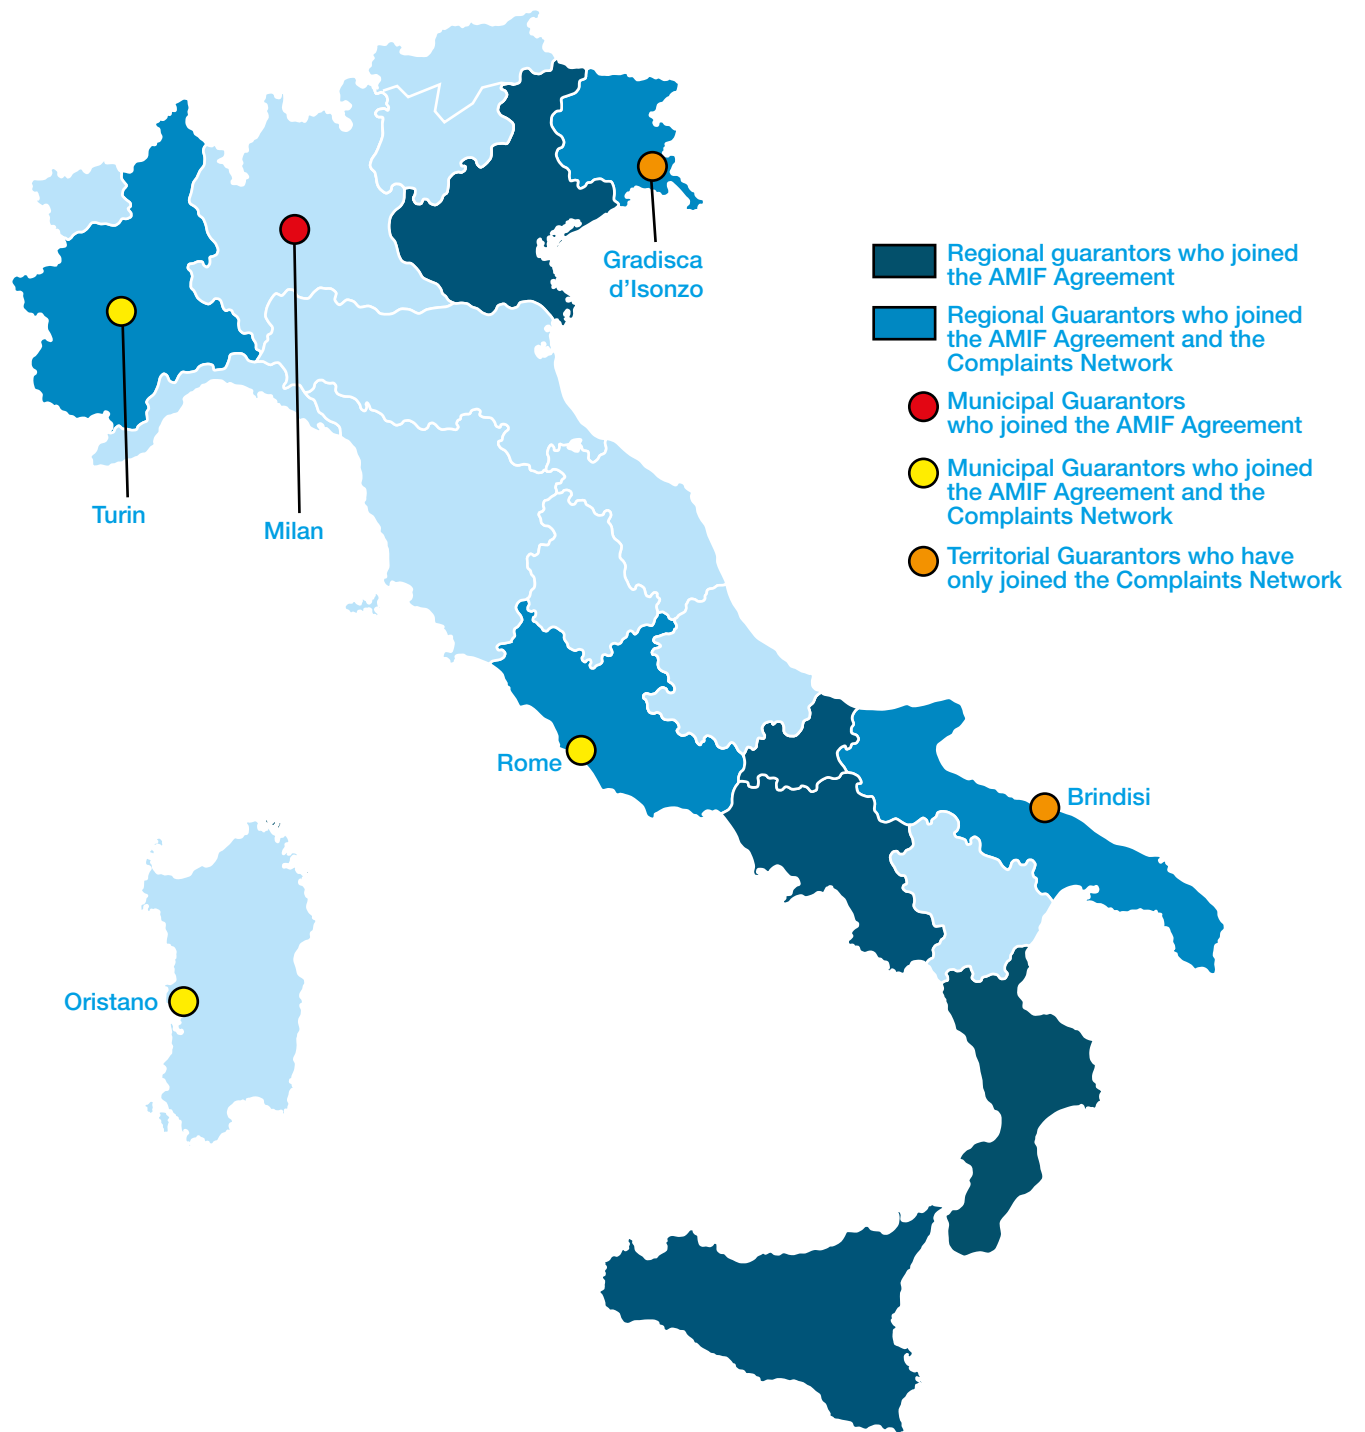 Gradisca
d'Isonzo
Regional guarantors who joined
the AMIF Agreement
Regional Guarantors who joined
the AMIF Agreement and the
Complaints Network
Municipal Guarantors
who joined the AMIF Agreement
Municipal Guarantors who joined
the AMIF Agreement and the
Complaints Network
Territorial Guarantors who have
only joined the Complaints Network
Turin
Milan
Rome
Brindisi
Oristano